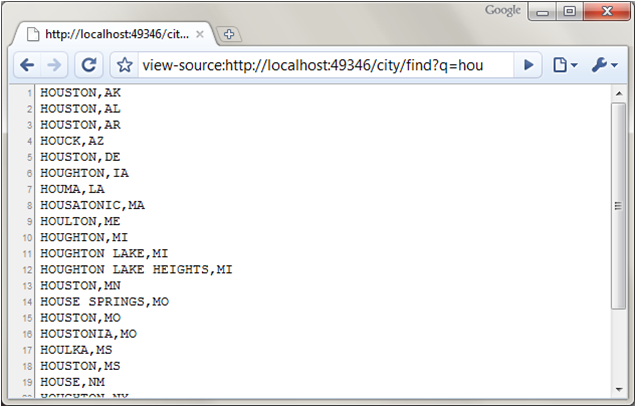 Google
http://localhost:49346/cit...
view-source:http://localhost:49346/city/find?q=hou
1 HOUSTON,AK
2 HOUSTON,AL
3 HOUSTON,AR
4 HOUCK,AZ
5 HOUSTON,DE
6 HOUGHTON,IA
7 HOUMA,LA
8 HOUSATONIC,MA
9 HOULTON,ME
10 HOUGHTON,MI
11 HOUGHTON LAKE,MI
12 HOUGHTON LAKE HEIGHTS,MI
13 HOUSTON,MN
14 HOUSE SPRINGS,MO
15 HOUSTON,MO
16 HOUSTONIA,MO
17 HOULKA,MS
18 HOUSTON,MS
19 HOUSE,NM
HOUGHTON,NY